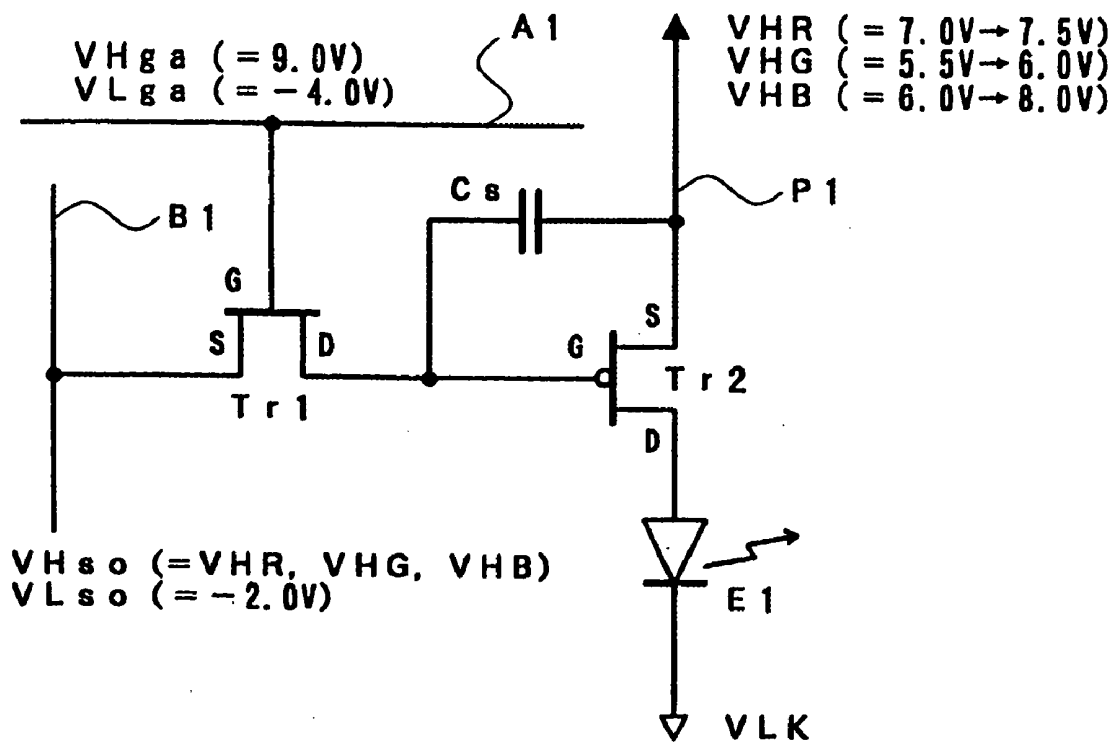 VHga (=9.0V)
VLga (=-4.0V)
A1
VHR (=7.0V→7.5V)
VHG (=5.5V→6.0V)
VHB (=6.0V→8.0V)
B1
Cs
P1
G
S
D
Tr1
S
G
Tr2
D
VHso (=VHR, VHG, VHB)
VLso (=-2.0V)
E1
VLK